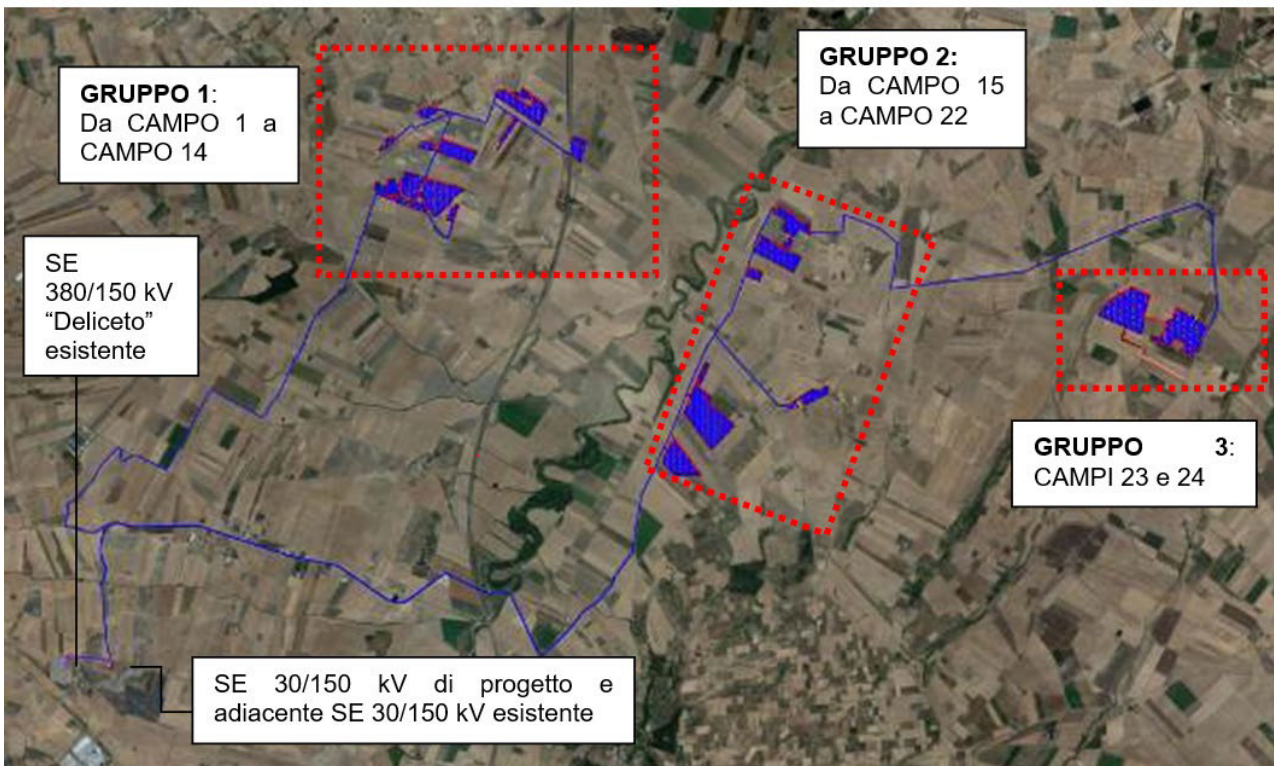 GRUPPO 1:
Da CAMPO 1 a
CAMPO 14
GRUPPO 2:
Da CAMPO 15
a CAMPO 22
SE
380/150 kV
“Deliceto”
esistente
GRUPPO 3:
CAMPI 23 e 24
SE 30/150 kV di progetto e
adiacente SE 30/150 kV esistente